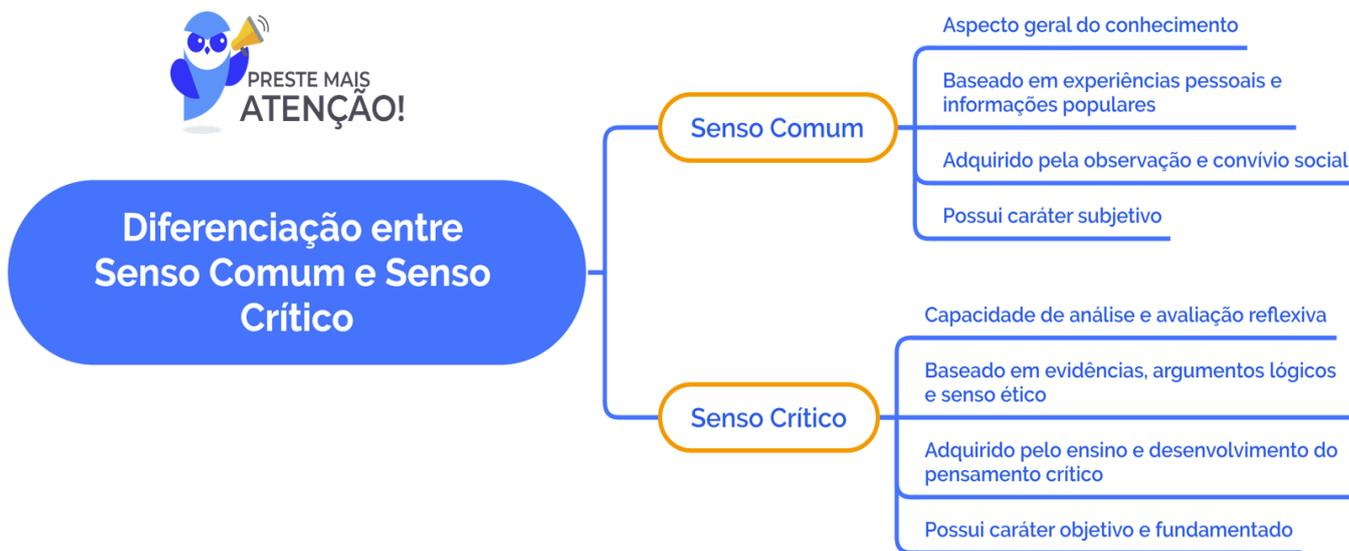 PRESTE MAIS
ATENÇÃO!
Diferenciação entre
Senso Comum e Senso
Crítico
Senso Comum
Aspecto geral do conhecimento
Baseado em experiências pessoais e
informações populares
Adquirido pela observação e convívio social
Possui caráter subjetivo
Senso Crítico
Capacidade de análise e avaliação reflexiva
Baseado em evidências, argumentos lógicos
e senso ético
Adquirido pelo ensino e desenvolvimento do
pensamento crítico
Possui caráter objetivo e fundamentado